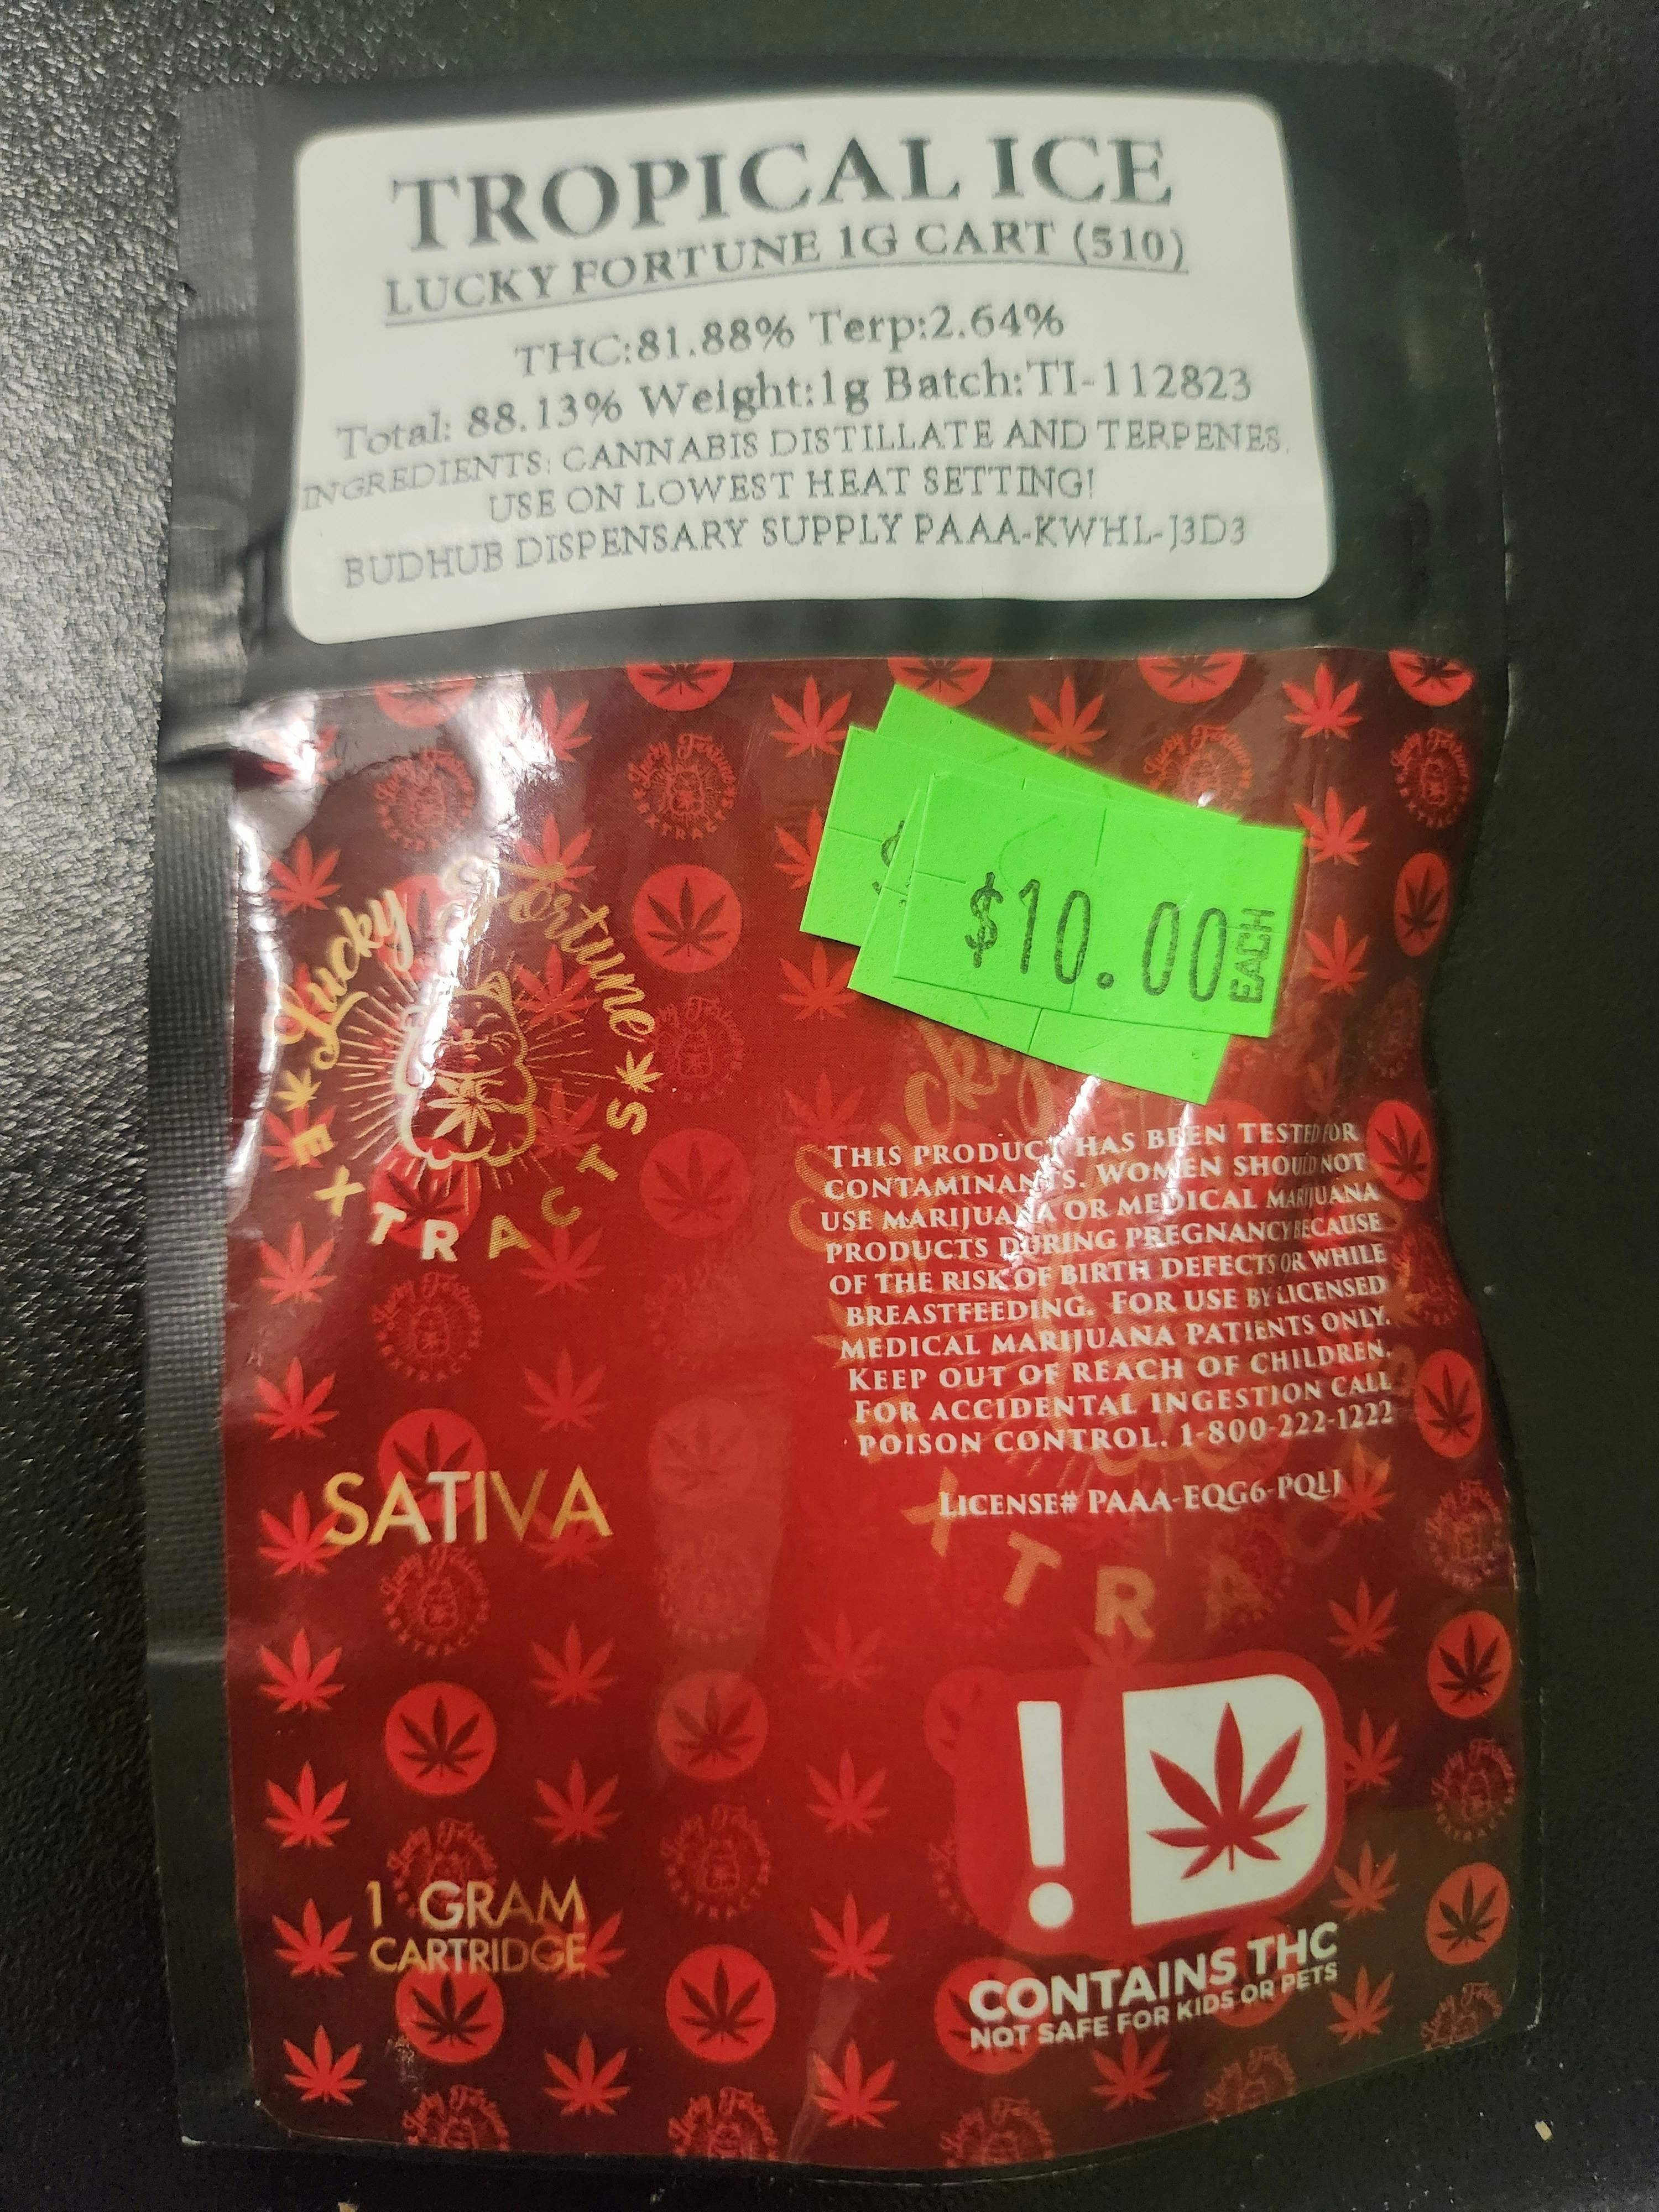 TROPICAL ICE
LUCKY FORTUNE 1G CART (510)
THC:81.88% Terp:2.64%
Total: 88.13% Weight:1g Batch:TI-112823
INGREDIENTS: CANNABIS DISTILLATE AND TERPENES.
USE ON LOWEST HEAT SETTING!
BUDHUB DISPENSARY SUPPLY PAAA-KWHL-J3D3
$10.00 EACH
Lucky Fortune
EXTRACTS
THIS PRODUCT HAS BEEN TESTED FOR
CONTAMINANTS. WOMEN SHOULD NOT
USE MARIJUANA OR MEDICAL MARIJUANA
PRODUCTS DURING PREGNANCY BECAUSE
OF THE RISK OF BIRTH DEFECTS OR WHILE
BREASTFEEDING. FOR USE BY LICENSED
MEDICAL MARIJUANA PATIENTS ONLY.
KEEP OUT OF REACH OF CHILDREN.
FOR ACCIDENTAL INGESTION CALL
POISON CONTROL. 1-800-222-1222
LICENSE# PAAA-EQG6-PQLJ
SATIVA
1 GRAM
CARTRIDGE
!
CONTAINS THC
NOT SAFE FOR KIDS OR PETS